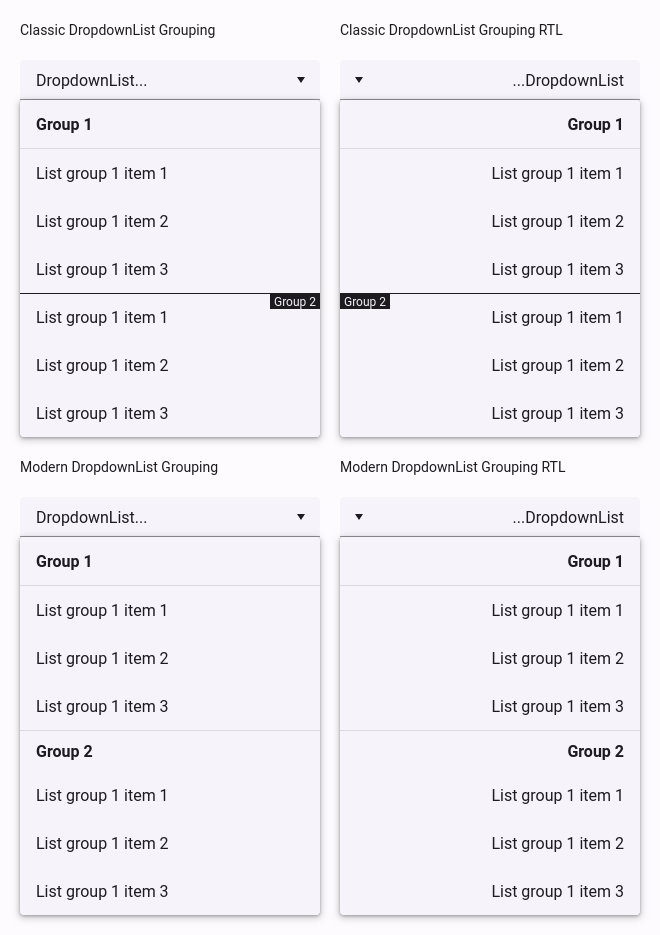 Classic DropdownList Grouping
DropdownList...
Group 1
List group 1 item 1
List group 1 item 2
List group 1 item 3
Group 2
List group 1 item 1
List group 1 item 2
List group 1 item 3
Classic DropdownList Grouping RTL
...DropdownList
Group 1
List group 1 item 1
List group 1 item 2
List group 1 item 3
Group 2
List group 1 item 1
List group 1 item 2
List group 1 item 3
Modern DropdownList Grouping
DropdownList...
Group 1
List group 1 item 1
List group 1 item 2
List group 1 item 3
Group 2
List group 1 item 1
List group 1 item 2
List group 1 item 3
Modern DropdownList Grouping RTL
...DropdownList
Group 1
List group 1 item 1
List group 1 item 2
List group 1 item 3
Group 2
List group 1 item 1
List group 1 item 2
List group 1 item 3